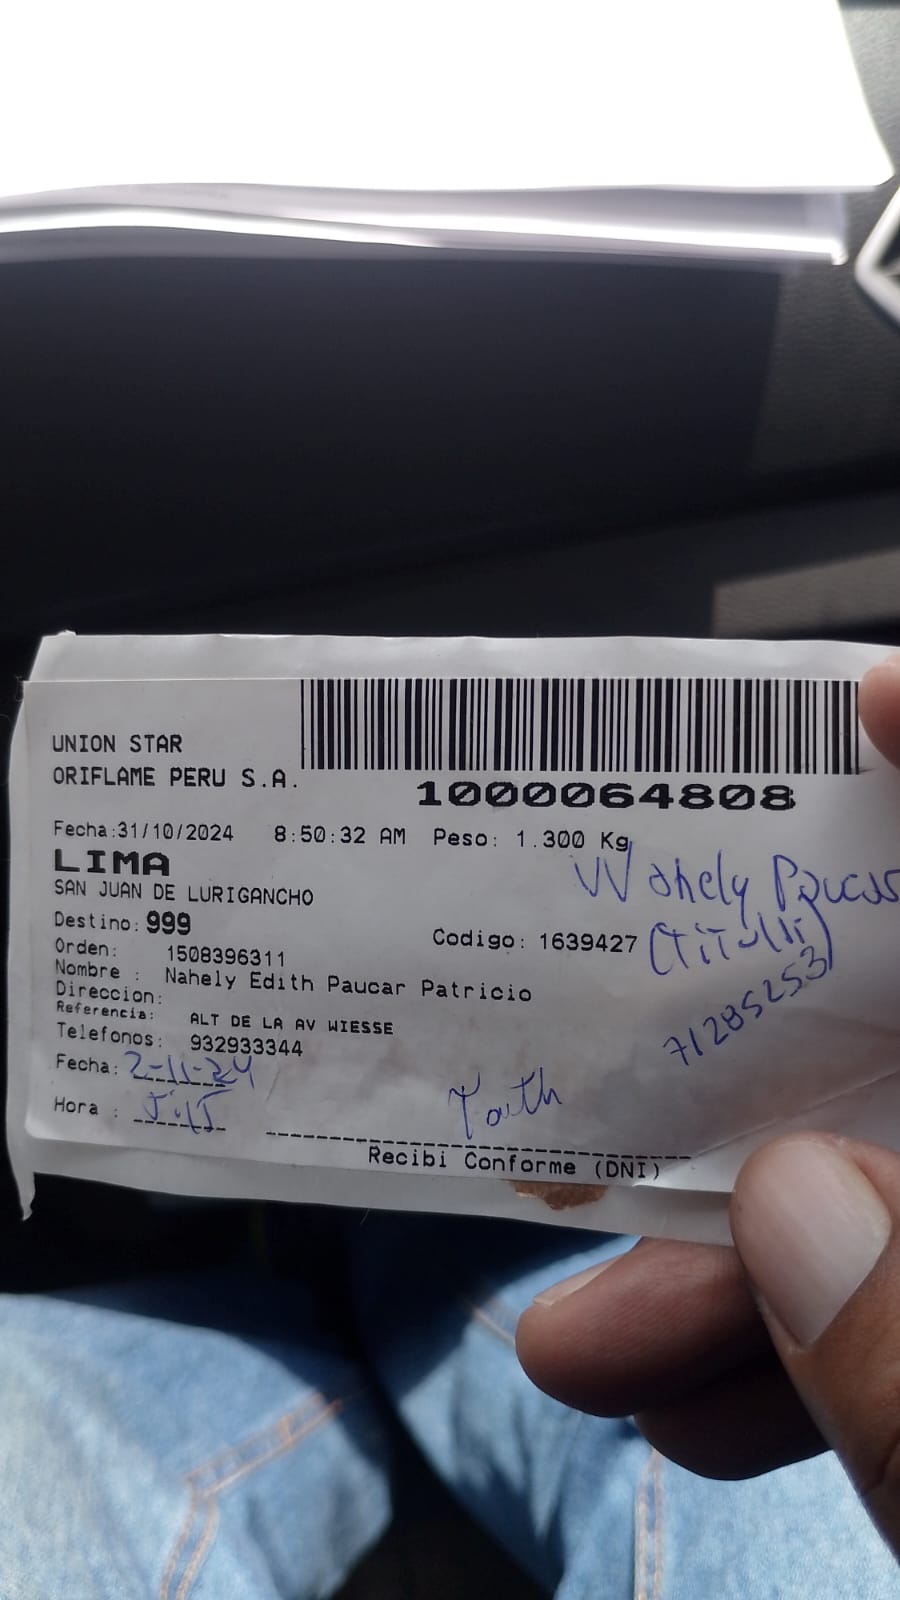 UNION STAR
ORIFLAME PERU S.A.
1000064808
Fecha:31/10/2024 8:50:32 AM Peso: 1.300 Kg
LIMA
SAN JUAN DE LURIGANCHO
Destino: 999
Orden: 1508396311
Codigo: 1639427
Nombre : Nahely Edith Paucar Patricio
Direccion:
Referencia: ALT DE LA AV WIESSE
Telefonos: 932933344
Fecha: 2-11-24
Hora :
Recibi Conforme (DNI)
Nahely Paucar
71285253